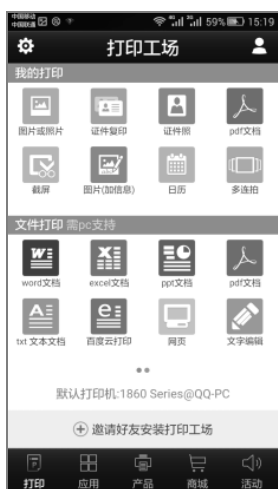 中国移动
中国联通
59% 15:19
打印工场
我的打印
图片或照片 证件复印 证件照 pdf文档
截屏 图片(加信息) 日历 多连拍
文件打印 需pc支持
word文档 excel文档 ppt文档 pdf文档
txt 文本文档 百度云打印 网页 文字编辑
默认打印机:1860 Series@QQ-PC
邀请好友安装打印工场
打印 应用 产品 商城 活动